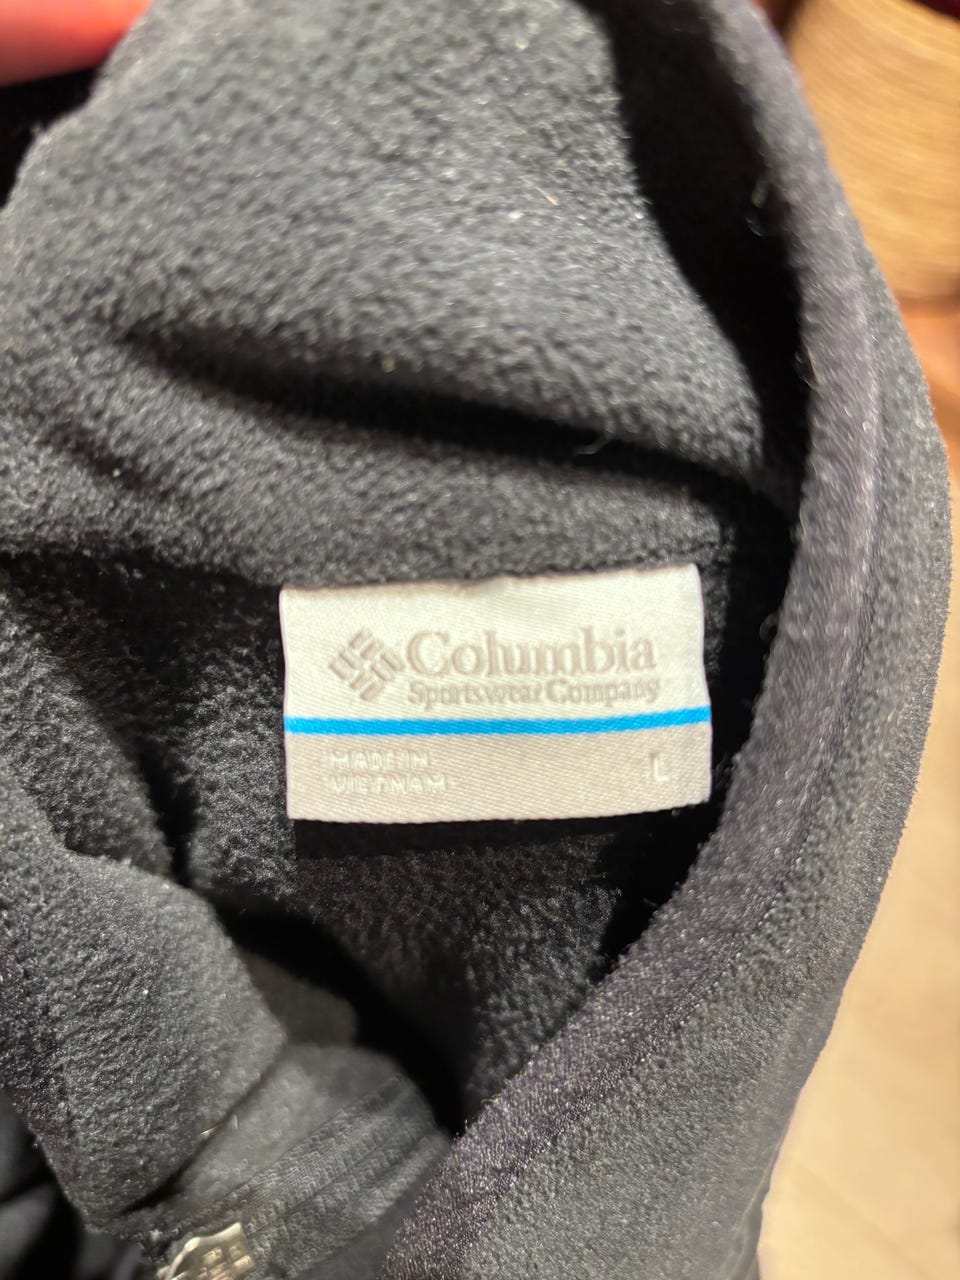 Columbia
Sportswear Company
MADE IN
VIETNAM
L